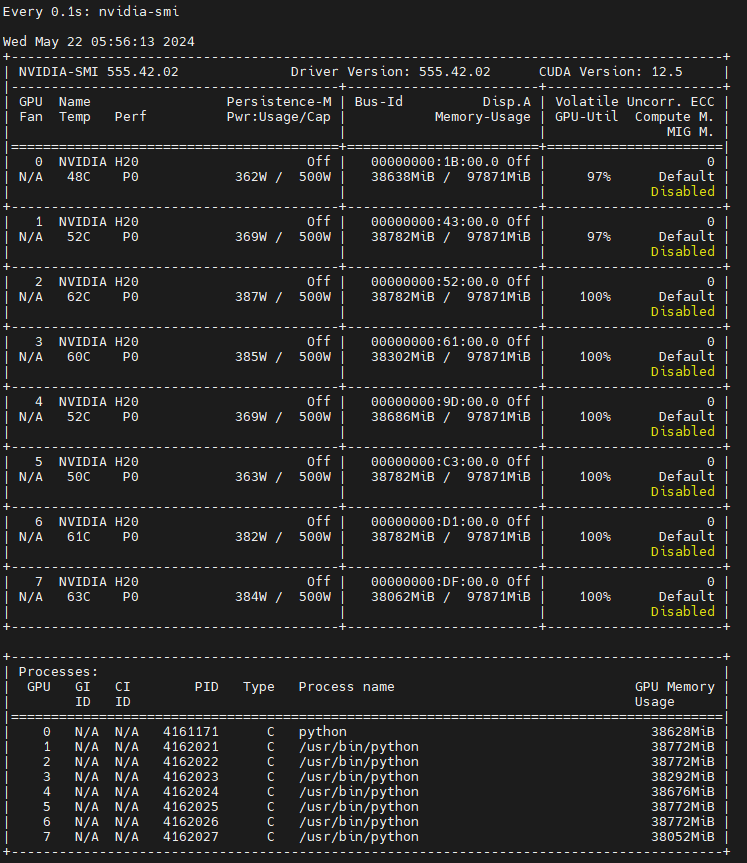 Every 0.1s: nvidia-smi
Wed May 22 05:56:13 2024
+-----------------------------------------------------------------------------------------+
| NVIDIA-SMI 555.42.02              Driver Version: 555.42.02      CUDA Version: 12.5     |
|-----------------------------------------+------------------------+----------------------+
| GPU  Name                 Persistence-M | Bus-Id          Disp.A | Volatile Uncorr. ECC |
| Fan  Temp   Perf          Pwr:Usage/Cap |           Memory-Usage | GPU-Util  Compute M. |
|                                         |                        |               MIG M. |
|=========================================+========================+======================|
|   0  NVIDIA H20                     Off |   00000000:1B:00.0 Off |                    0 |
| N/A   48C    P0            362W /  500W |   38638MiB /  97871MiB |     97%      Default |
|                                         |                        |             Disabled |
+-----------------------------------------+------------------------+----------------------+
|   1  NVIDIA H20                     Off |   00000000:43:00.0 Off |                    0 |
| N/A   52C    P0            369W /  500W |   38782MiB /  97871MiB |     97%      Default |
|                                         |                        |             Disabled |
+-----------------------------------------+------------------------+----------------------+
|   2  NVIDIA H20                     Off |   00000000:52:00.0 Off |                    0 |
| N/A   62C    P0            387W /  500W |   38782MiB /  97871MiB |    100%      Default |
|                                         |                        |             Disabled |
+-----------------------------------------+------------------------+----------------------+
|   3  NVIDIA H20                     Off |   00000000:61:00.0 Off |                    0 |
| N/A   60C    P0            385W /  500W |   38302MiB /  97871MiB |    100%      Default |
|                                         |                        |             Disabled |
+-----------------------------------------+------------------------+----------------------+
|   4  NVIDIA H20                     Off |   00000000:9D:00.0 Off |                    0 |
| N/A   52C    P0            369W /  500W |   38686MiB /  97871MiB |    100%      Default |
|                                         |                        |             Disabled |
+-----------------------------------------+------------------------+----------------------+
|   5  NVIDIA H20                     Off |   00000000:C3:00.0 Off |                    0 |
| N/A   50C    P0            363W /  500W |   38782MiB /  97871MiB |    100%      Default |
|                                         |                        |             Disabled |
+-----------------------------------------+------------------------+----------------------+
|   6  NVIDIA H20                     Off |   00000000:D1:00.0 Off |                    0 |
| N/A   61C    P0            382W /  500W |   38782MiB /  97871MiB |    100%      Default |
|                                         |                        |             Disabled |
+-----------------------------------------+------------------------+----------------------+
|   7  NVIDIA H20                     Off |   00000000:DF:00.0 Off |                    0 |
| N/A   63C    P0            384W /  500W |   38062MiB /  97871MiB |    100%      Default |
|                                         |                        |             Disabled |
+-----------------------------------------+------------------------+----------------------+
+-----------------------------------------------------------------------------------------+
| Processes:                                                                              |
|  GPU   GI   CI        PID   Type   Process name                              GPU Memory |
|        ID   ID                                                               Usage      |
|=========================================================================================|
|    0   N/A  N/A   4161171      C   python                                      38628MiB |
|    1   N/A  N/A   4162021      C   /usr/bin/python                             38772MiB |
|    2   N/A  N/A   4162022      C   /usr/bin/python                             38772MiB |
|    3   N/A  N/A   4162023      C   /usr/bin/python                             38292MiB |
|    4   N/A  N/A   4162024      C   /usr/bin/python                             38676MiB |
|    5   N/A  N/A   4162025      C   /usr/bin/python                             38772MiB |
|    6   N/A  N/A   4162026      C   /usr/bin/python                             38772MiB |
|    7   N/A  N/A   4162027      C   /usr/bin/python                             38052MiB |
+-----------------------------------------------------------------------------------------+